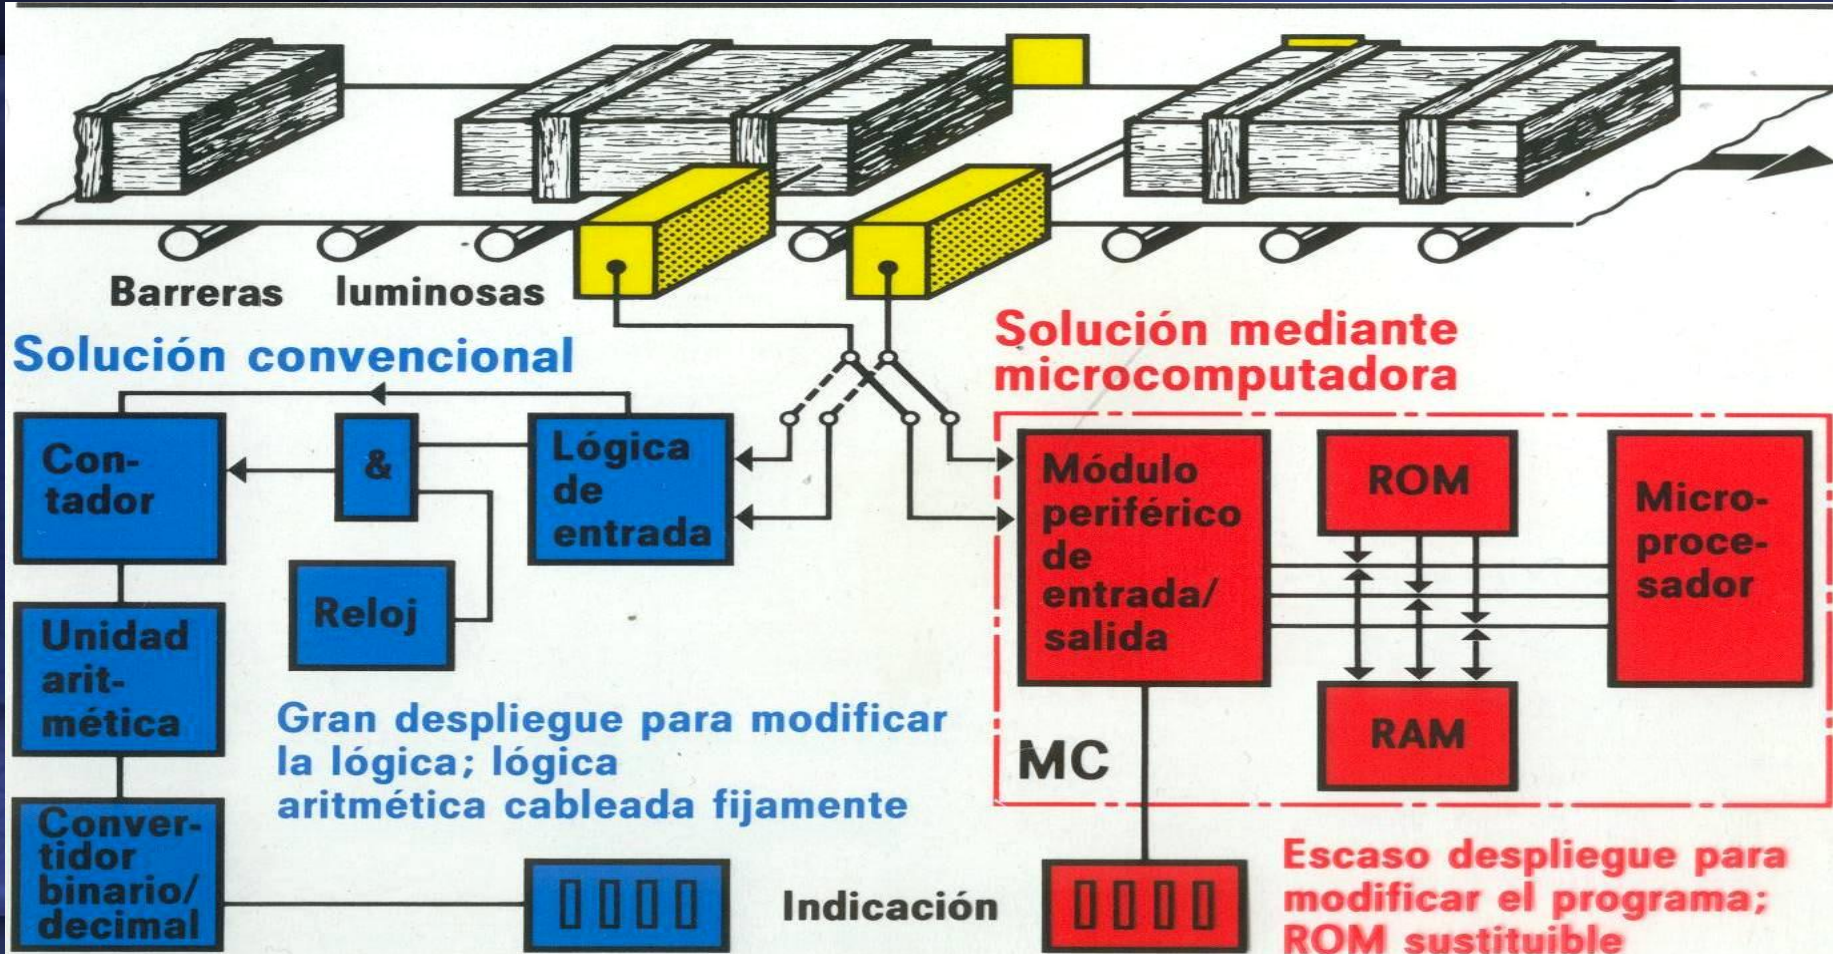 Barreras luminosas
Solución convencional
Con-
tador
&
Lógica
de
entrada
Reloj
Unidad
arit-
mética
Gran despliegue para modificar
la lógica; lógica
aritmética cableada fijamente
Conver-
tidor
binario/
decimal
Indicación
Solución mediante
microcomputadora
Módulo
periférico
de
entrada/
salida
ROM
Micro-
proce-
sador
RAM
MC
Escaso despliegue para
modificar el programa;
ROM sustituible